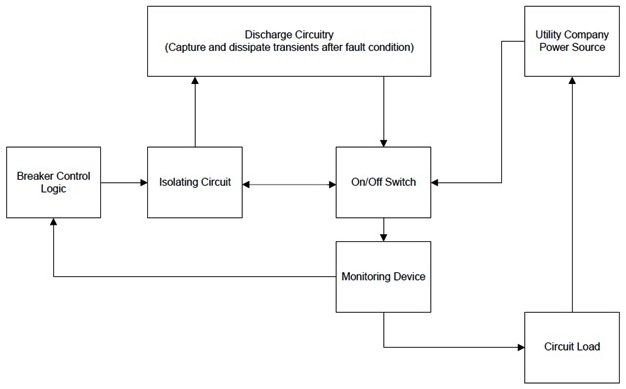 Discharge Circuitry
(Capture and dissipate transients after fault condition)
Utility Company
Power Source
Breaker Control
Logic
Isolating Circuit
On/Off Switch
Monitoring Device
Circuit Load